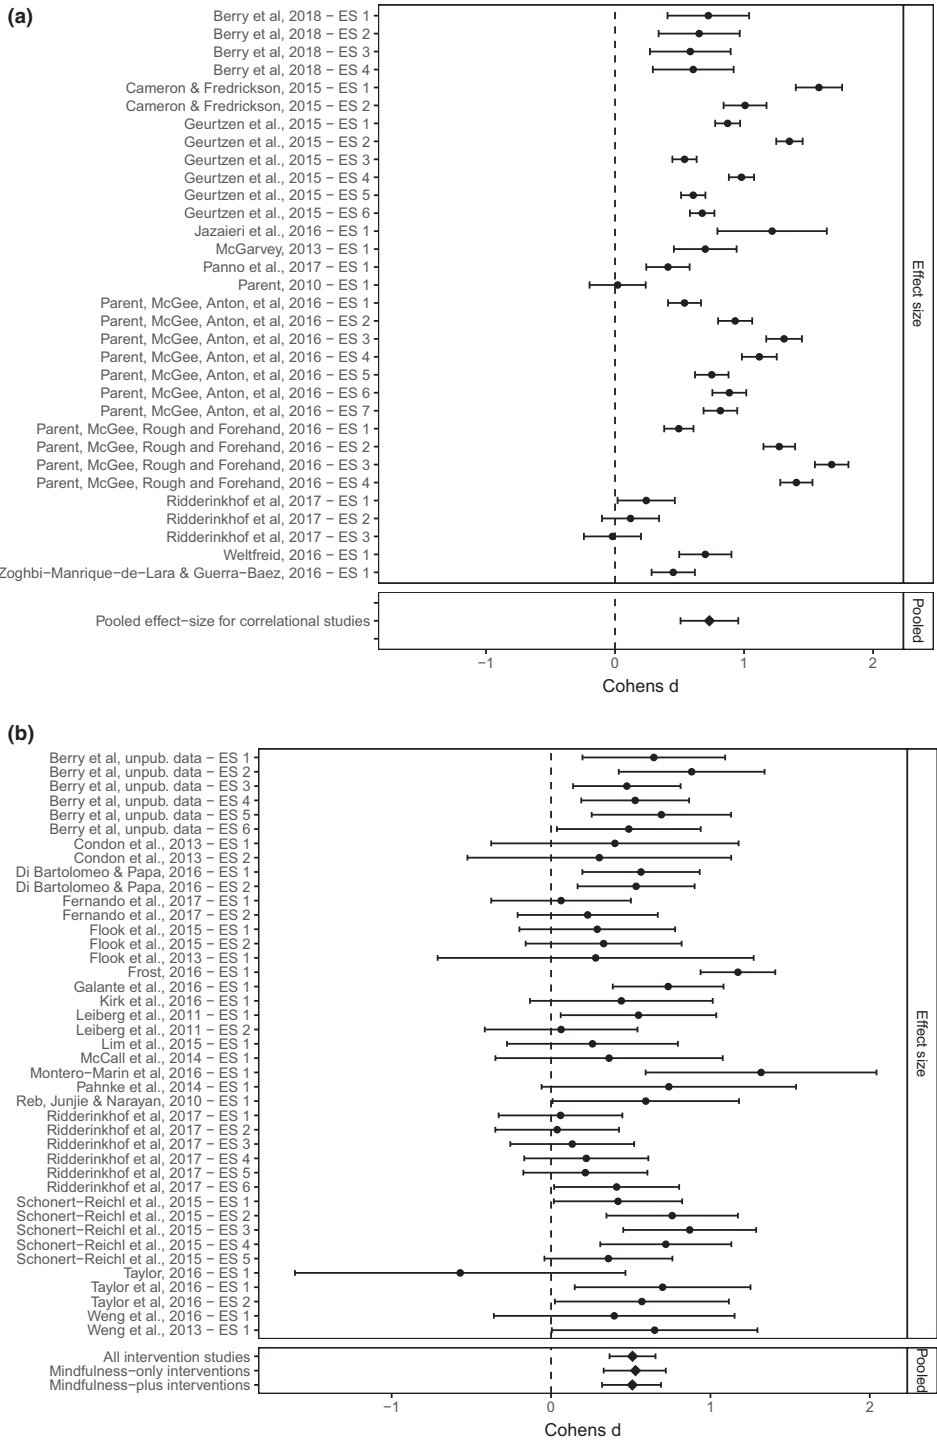 (a)
Berry et al, 2018 − ES 1
Berry et al, 2018 − ES 2
Berry et al, 2018 − ES 3
Berry et al, 2018 − ES 4
Cameron & Fredrickson, 2015 − ES 1
Cameron & Fredrickson, 2015 − ES 2
Geurtzen et al., 2015 − ES 1
Geurtzen et al., 2015 − ES 2
Geurtzen et al., 2015 − ES 3
Geurtzen et al., 2015 − ES 4
Geurtzen et al., 2015 − ES 5
Geurtzen et al., 2015 − ES 6
Jazaieri et al., 2016 − ES 1
McGarvey, 2013 − ES 1
Panno et al., 2017 − ES 1
Parent, 2010 − ES 1
Parent, McGee, Anton, et al, 2016 − ES 1
Parent, McGee, Anton, et al, 2016 − ES 2
Parent, McGee, Anton, et al, 2016 − ES 3
Parent, McGee, Anton, et al, 2016 − ES 4
Parent, McGee, Anton, et al, 2016 − ES 5
Parent, McGee, Anton, et al, 2016 − ES 6
Parent, McGee, Anton, et al, 2016 − ES 7
Parent, McGee, Rough and Forehand, 2016 − ES 1
Parent, McGee, Rough and Forehand, 2016 − ES 2
Parent, McGee, Rough and Forehand, 2016 − ES 3
Parent, McGee, Rough and Forehand, 2016 − ES 4
Ridderinkhof et al, 2017 − ES 1
Ridderinkhof et al, 2017 − ES 2
Ridderinkhof et al, 2017 − ES 3
Weltfreid, 2016 − ES 1
Zoghbi−Manrique−de−Lara & Guerra−Baez, 2016 − ES 1
Effect size
Pooled effect−size for correlational studies
Pooled
−1 0 1 2
Cohens d
(b)
Berry et al, unpub. data − ES 1
Berry et al, unpub. data − ES 2
Berry et al, unpub. data − ES 3
Berry et al, unpub. data − ES 4
Berry et al, unpub. data − ES 5
Berry et al, unpub. data − ES 6
Condon et al., 2013 − ES 1
Condon et al., 2013 − ES 2
Di Bartolomeo & Papa, 2016 − ES 1
Di Bartolomeo & Papa, 2016 − ES 2
Fernando et al., 2017 − ES 1
Fernando et al., 2017 − ES 2
Flook et al., 2015 − ES 1
Flook et al., 2015 − ES 2
Flook et al., 2013 − ES 1
Frost, 2016 − ES 1
Galante et al., 2016 − ES 1
Kirk et al., 2016 − ES 1
Leiberg et al., 2011 − ES 1
Leiberg et al., 2011 − ES 2
Lim et al., 2015 − ES 1
McCall et al., 2014 − ES 1
Montero−Marin et al, 2016 − ES 1
Pahnke et al., 2014 − ES 1
Reb, Junjie & Narayan, 2010 − ES 1
Ridderinkhof et al, 2017 − ES 1
Ridderinkhof et al, 2017 − ES 2
Ridderinkhof et al, 2017 − ES 3
Ridderinkhof et al, 2017 − ES 4
Ridderinkhof et al, 2017 − ES 5
Ridderinkhof et al, 2017 − ES 6
Schonert−Reichl et al., 2015 − ES 1
Schonert−Reichl et al., 2015 − ES 2
Schonert−Reichl et al., 2015 − ES 3
Schonert−Reichl et al., 2015 − ES 4
Schonert−Reichl et al., 2015 − ES 5
Taylor, 2016 − ES 1
Taylor et al, 2016 − ES 1
Taylor et al, 2016 − ES 2
Weng et al., 2016 − ES 1
Weng et al., 2013 − ES 1
Effect size
All intervention studies
Mindfulness−only interventions
Mindfulness−plus interventions
Pooled
−1 0 1 2
Cohens d